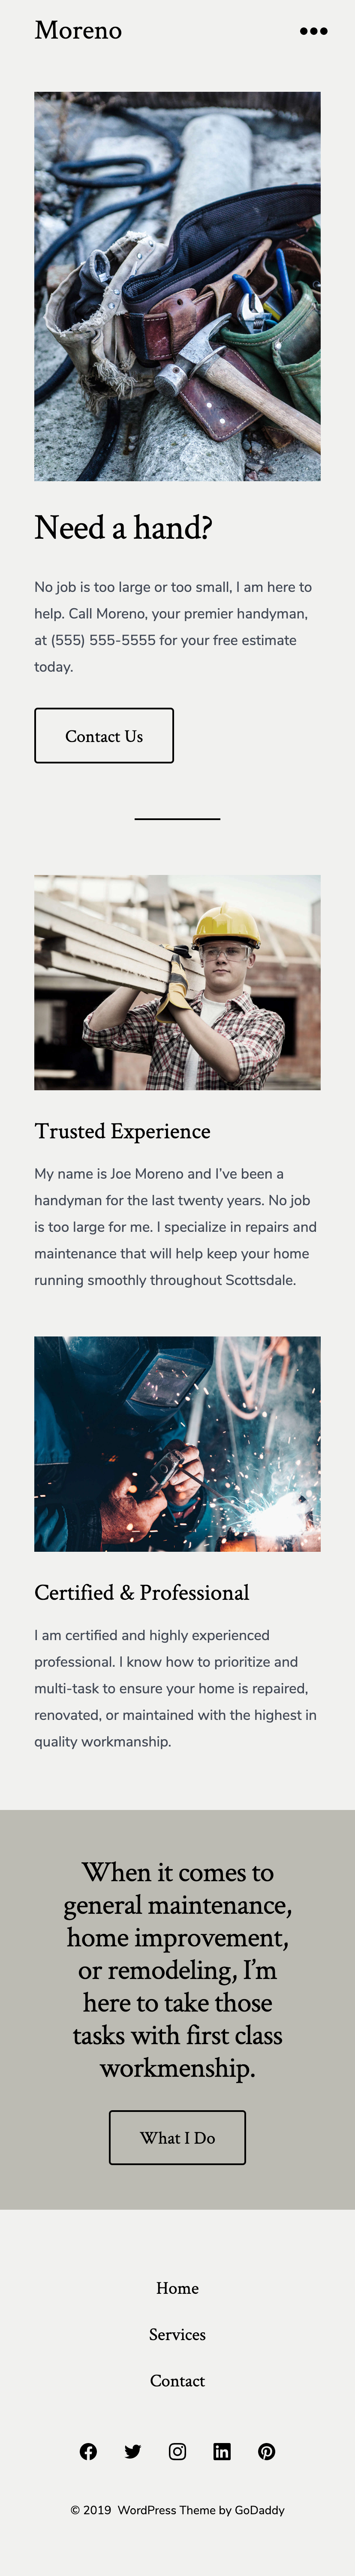 Moreno
Need a hand?
No job is too large or too small, I am here to
help. Call Moreno, your premier handyman,
at (555) 555-5555 for your free estimate
today.
Contact Us
Trusted Experience
My name is Joe Moreno and I've been a
handyman for the last twenty years. No job
is too large for me. I specialize in repairs and
maintenance that will help keep your home
running smoothly throughout Scottsdale.
Certified & Professional
I am certified and highly experienced
professional. I know how to prioritize and
multi-task to ensure your home is repaired,
renovated, or maintained with the highest in
quality workmanship.
When it comes to
general maintenance,
home improvement,
or remodeling, I'm
here to take those
tasks with first class
workmenship.
What I Do
Home
Services
Contact
© 2019 WordPress Theme by GoDaddy